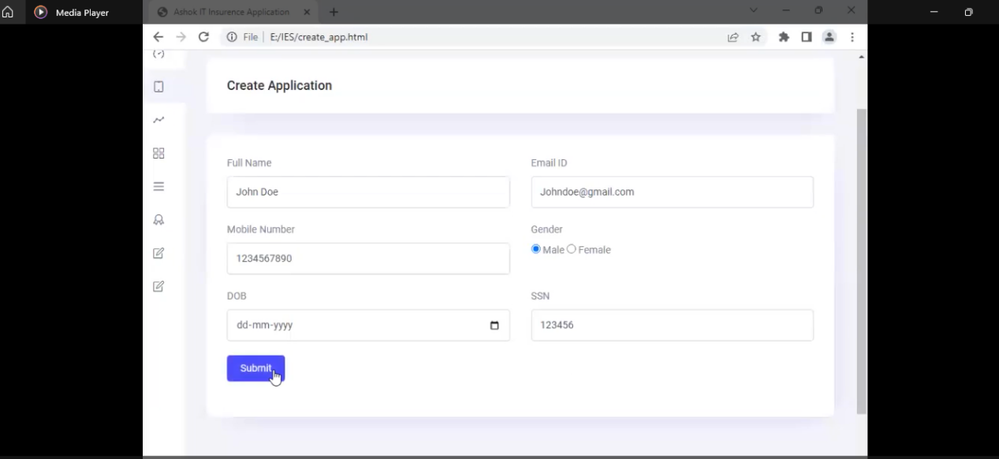 Media Player
Ashok IT Insurence Application
File
E:/IES/create_app.html
Create Application
Full Name
Email ID
John Doe
Johndoe@gmail.com
Mobile Number
Gender
1234567890
Male
Female
DOB
SSN
dd-mm-yyyy
123456
Submit